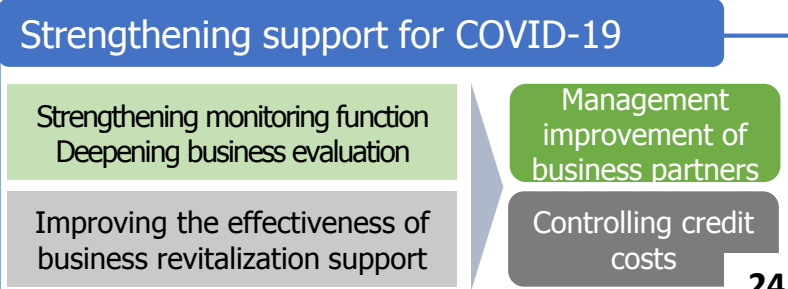 Strengthening support for COVID-19
Strengthening monitoring function
Deepening business evaluation
Management
improvement of
business partners
Improving the effectiveness of
business revitalization support
Controlling credit
costs
24